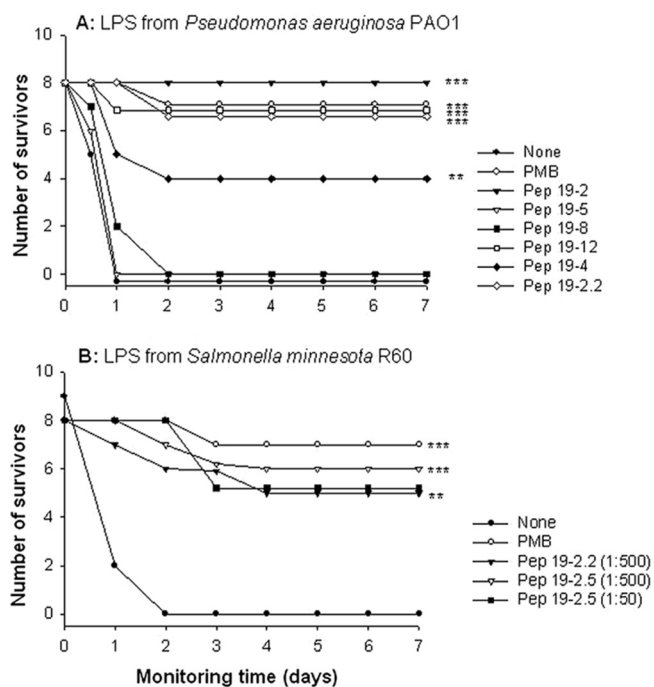 A: LPS from Pseudomonas aeruginosa PAO1
Number of survivors
10
8
6
4
2
0
0 1 2 3 4 5 6 7
***
***
***
***
**
None
PMB
Pep 19-2
Pep 19-5
Pep 19-8
Pep 19-12
Pep 19-4
Pep 19-2.2
B: LPS from Salmonella minnesota R60
Number of survivors
10
8
6
4
2
0
0 1 2 3 4 5 6 7
Monitoring time (days)
***
***
**
None
PMB
Pep 19-2.2 (1:500)
Pep 19-2.5 (1:500)
Pep 19-2.5 (1:50)